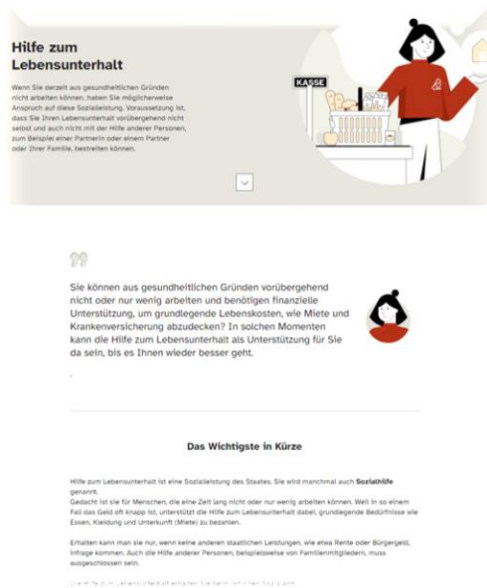 Hilfe zum
Lebensunterhalt
Wenn Sie derzeit aus gesundheitlichen Gründen
nicht arbeiten können, haben Sie möglicherweise
Anspruch auf diese Sozialleistung. Voraussetzung ist,
dass Sie Ihren Lebensunterhalt vorübergehend nicht
selbst und auch nicht mit der Hilfe anderer Personen,
zum Beispiel einer Partnerin oder einem Partner
oder Ihrer Familie, bestreiten können.
KASSE
Sie können aus gesundheitlichen Gründen vorübergehend
nicht oder nur wenig arbeiten und benötigen finanzielle
Unterstützung, um grundlegende Lebenskosten, wie Miete und
Krankenversicherung abzudecken? In solchen Momenten
kann die Hilfe zum Lebensunterhalt als Unterstützung für Sie
da sein, bis es Ihnen wieder besser geht.
.
Das Wichtigste in Kürze
Hilfe zum Lebensunterhalt ist eine Sozialleistung des Staates. Sie wird manchmal auch Sozialhilfe
genannt.
Gedacht ist sie für Menschen, die eine Zeit lang nicht oder nur wenig arbeiten können. Weil in so einem
Fall das Geld oft knapp ist, unterstützt die Hilfe zum Lebensunterhalt dabei, grundlegende Bedürfnisse wie
Essen, Kleidung und Unterkunft (Miete) zu bezahlen.
Erhalten kann man sie nur, wenn keine anderen staatlichen Leistungen, wie etwa Rente oder Bürgergeld,
infrage kommen. Auch die Hilfe anderer Personen, beispielsweise von Familienmitgliedern, muss
ausgeschlossen sein.